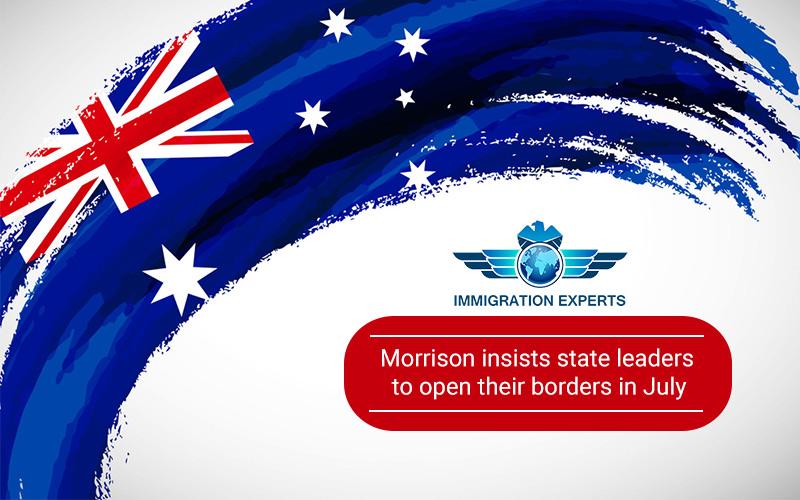 IMMIGRATION EXPERTS
Morrison insists state leaders
to open their borders in July